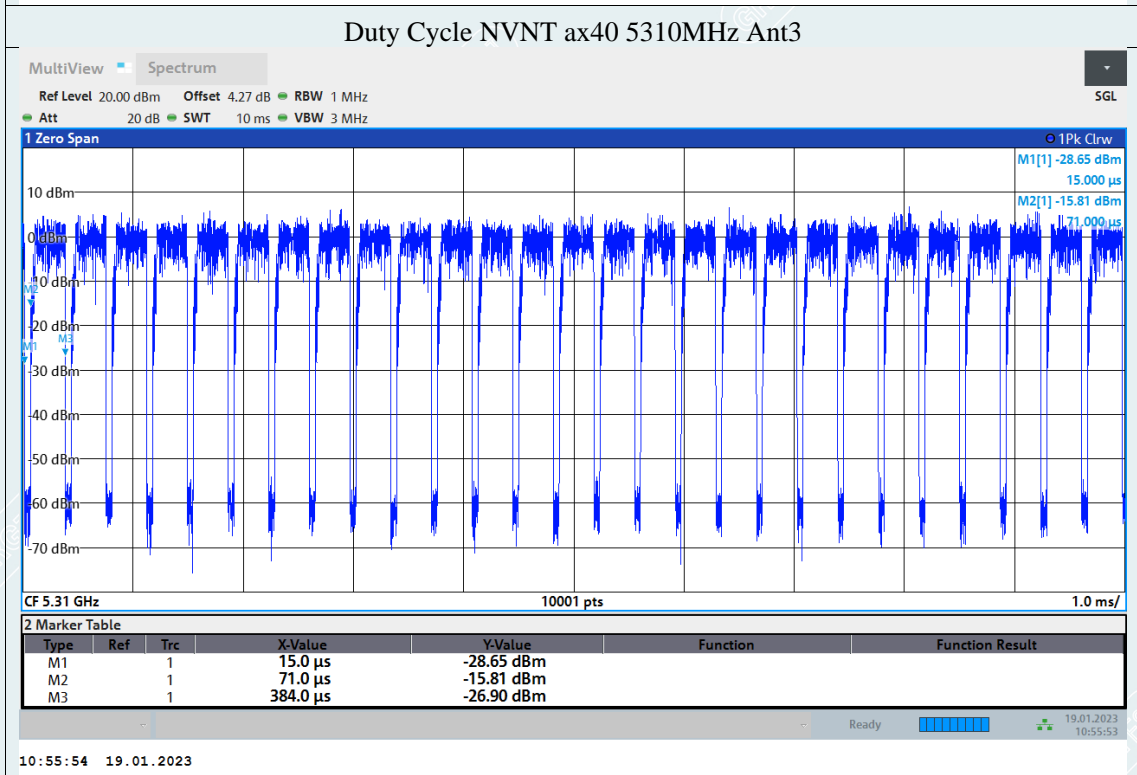 Duty Cycle NVNT ax40 5310MHz Ant3
MultiView Spectrum
Ref Level 20.00 dBm Offset 4.27 dB RBW 1 MHz
SGL
Att 20 dB SWT 10 ms VBW 3 MHz
1 Zero Span 1Pk Clrw
M1[1] -28.65 dBm
15.000 µs
M2[1] -15.81 dBm
71.000 µs
10 dBm
0 dBm
-10 dBm
M2
-20 dBm
M1 M3
-30 dBm
-40 dBm
-50 dBm
-60 dBm
-70 dBm
CF 5.31 GHz 10001 pts 1.0 ms/
2 Marker Table
Type Ref Trc X-Value Y-Value Function Function Result
M1 1 15.0 µs -28.65 dBm
M2 1 71.0 µs -15.81 dBm
M3 1 384.0 µs -26.90 dBm
Ready 19.01.2023
10:55:53
10:55:54 19.01.2023